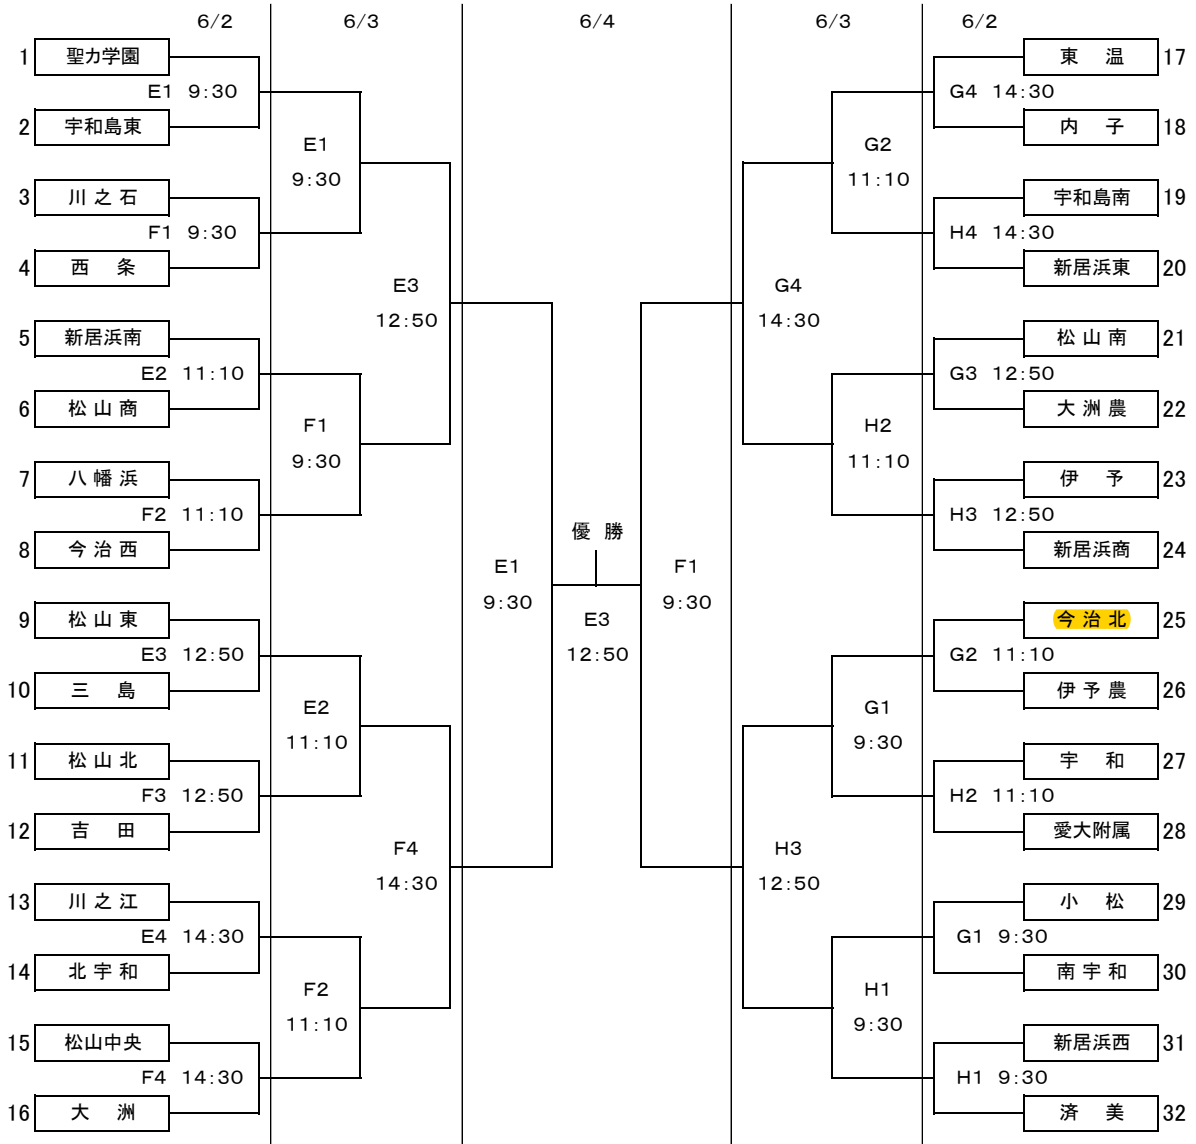 6/2 6/3 6/4 6/3 6/2
1 聖カ学園
E1 9:30
2 宇和島東
3 川之石
F1 9:30
4 西条
5 新居浜南
E2 11:10
6 松山商
7 八幡浜
F2 11:10
8 今治西
9 松山東
E3 12:50
10 三島
11 松山北
F3 12:50
12 吉田
13 川之江
E4 14:30
14 北宇和
15 松山中央
F4 14:30
16 大洲
E1
9:30
F1
9:30
E2
11:10
F2
11:10
E3
12:50
F4
14:30
E1
9:30
優勝
E3
12:50
F1
9:30
G4
14:30
H3
12:50
G2
11:10
H2
11:10
G1
9:30
H1
9:30
東温 17
G4 14:30
内子 18
宇和島南 19
H4 14:30
新居浜東 20
松山南 21
G3 12:50
大洲農 22
伊予 23
H3 12:50
新居浜商 24
今治北 25
G2 11:10
伊予農 26
宇和 27
H2 11:10
愛大附属 28
小松 29
G1 9:30
南宇和 30
新居浜西 31
H1 9:30
済美 32